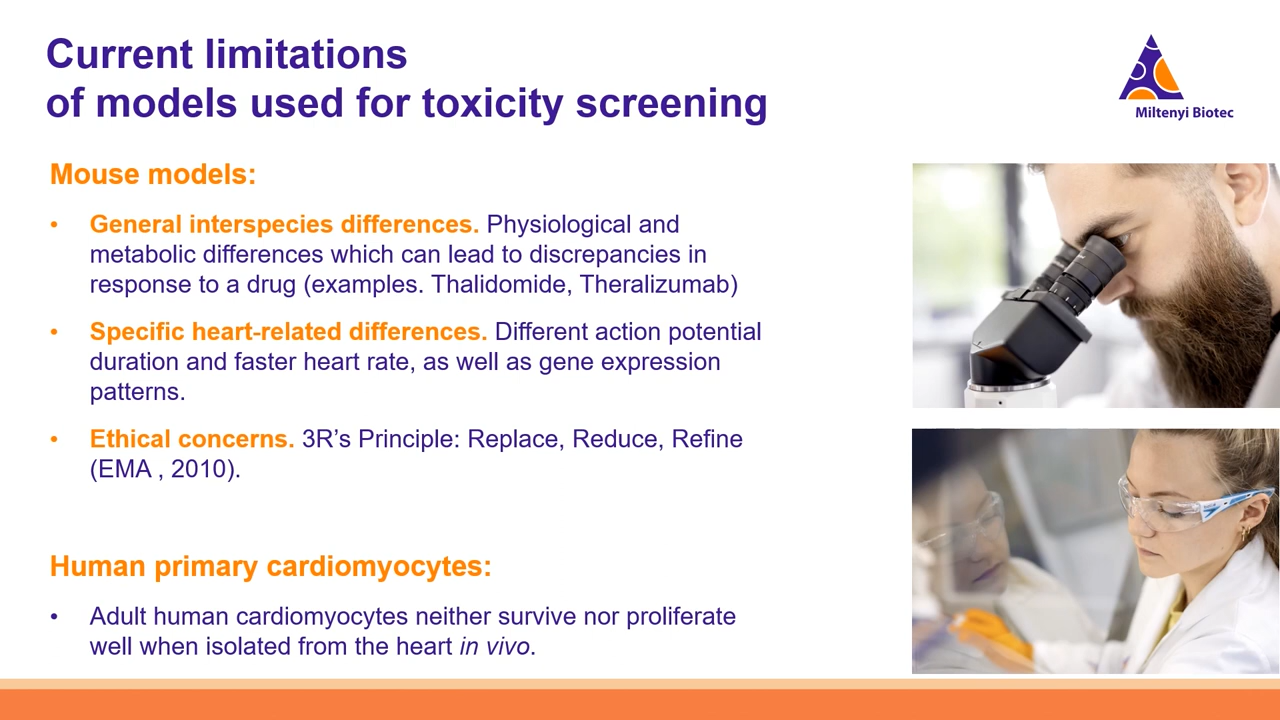 Current limitations
of models used for toxicity screening
Miltenyi Biotec
Mouse models:
• General interspecies differences. Physiological and
metabolic differences which can lead to discrepancies in
response to a drug (examples. Thalidomide, Theralizumab)
• Specific heart-related differences. Different action potential
duration and faster heart rate, as well as gene expression
patterns.
• Ethical concerns. 3R’s Principle: Replace, Reduce, Refine
(EMA , 2010).
Human primary cardiomyocytes:
• Adult human cardiomyocytes neither survive nor proliferate
well when isolated from the heart in vivo.